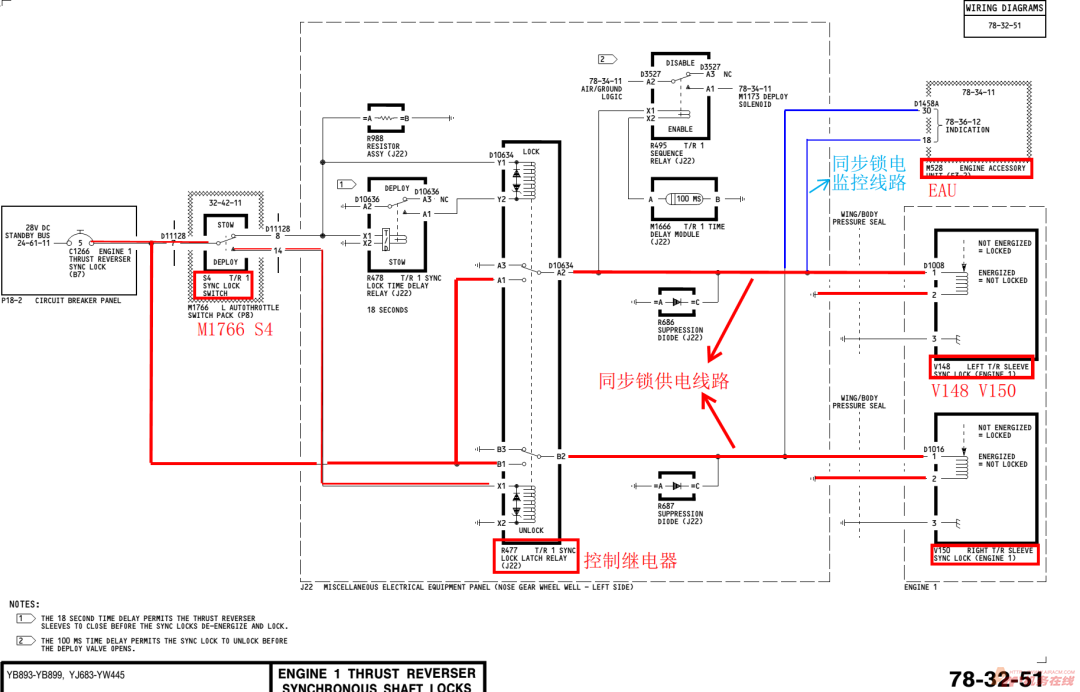 WIRING DIAGRAMS
78-32-51
2
DISABLE
D3527
A2
D3527
A3 NC
A1
78-34-11
AIR/GROUND
LOGIC
78-34-11
M1173 DEPLOY
SOLENOID
X1
X2
ENABLE
R495 T/R 1
SEQUENCE
RELAY (J22)
78-34-11
D1458A
30
18
78-36-12
INDICATION
M528 ENGINE ACCESSORY
EAU
同步锁电
监控线路
A
B
R988
RESISTOR
ASSY (J22)
LOCK
D10634
Y1
Y2
1
DEPLOY
D10636
A2
D10636
A3 NC
A1
X1
X2
STOW
R478 T/R 1 SYNC
LOCK TIME DELAY
RELAY (J22)
18 SECONDS
A
100 MS
B
M1666 T/R 1 TIME
DELAY MODULE
(J22)
32-42-11
STOW
D11128
7
D11128
8
14
DEPLOY
S4 T/R 1
SYNC LOCK
SWITCH
M1766 L AUTOTHROTTLE
SWITCH PACK (P8)
M1766 S4
28V DC
STANDBY BUS
24-61-11
5
C1266 ENGINE 1
THRUST REVERSER
SYNC LOCK
(B7)
P18-2 CIRCUIT BREAKER PANEL
A3
A1
D10634
A2
A
C
R686
SUPPRESSION
DIODE (J22)
同步锁供电线路
WING/BODY
PRESSURE SEAL
D1008
1
2
3
NOT ENERGIZED
= LOCKED
ENERGIZED
= NOT LOCKED
V148 LEFT T/R SLEEVE
SYNC LOCK (ENGINE 1)
V148 V150
WING/BODY
PRESSURE SEAL
B3
B1
B2
X1
X2
UNLOCK
A
C
R687
SUPPRESSION
DIODE (J22)
D1016
1
2
3
NOT ENERGIZED
= LOCKED
ENERGIZED
= NOT LOCKED
V150 RIGHT T/R SLEEVE
SYNC LOCK (ENGINE 1)
R477 T/R 1 SYNC
LOCK LATCH RELAY
(J22)
控制继电器
J22 MISCELLANEOUS ELECTRICAL EQUIPMENT PANEL (NOSE GEAR WHEEL WELL - LEFT SIDE)
ENGINE 1
NOTES:
1 THE 18 SECOND TIME DELAY PERMITS THE THRUST REVERSER
SLEEVES TO CLOSE BEFORE THE SYNC LOCKS DE-ENERGIZE AND LOCK.
2 THE 100 MS TIME DELAY PERMITS THE SYNC LOCK TO UNLOCK BEFORE
THE DEPLOY VALVE OPENS.
YB893-YB899, YJ683-YW445
ENGINE 1 THRUST REVERSER
SYNCHRONOUS SHAFT LOCKS
78-32-51